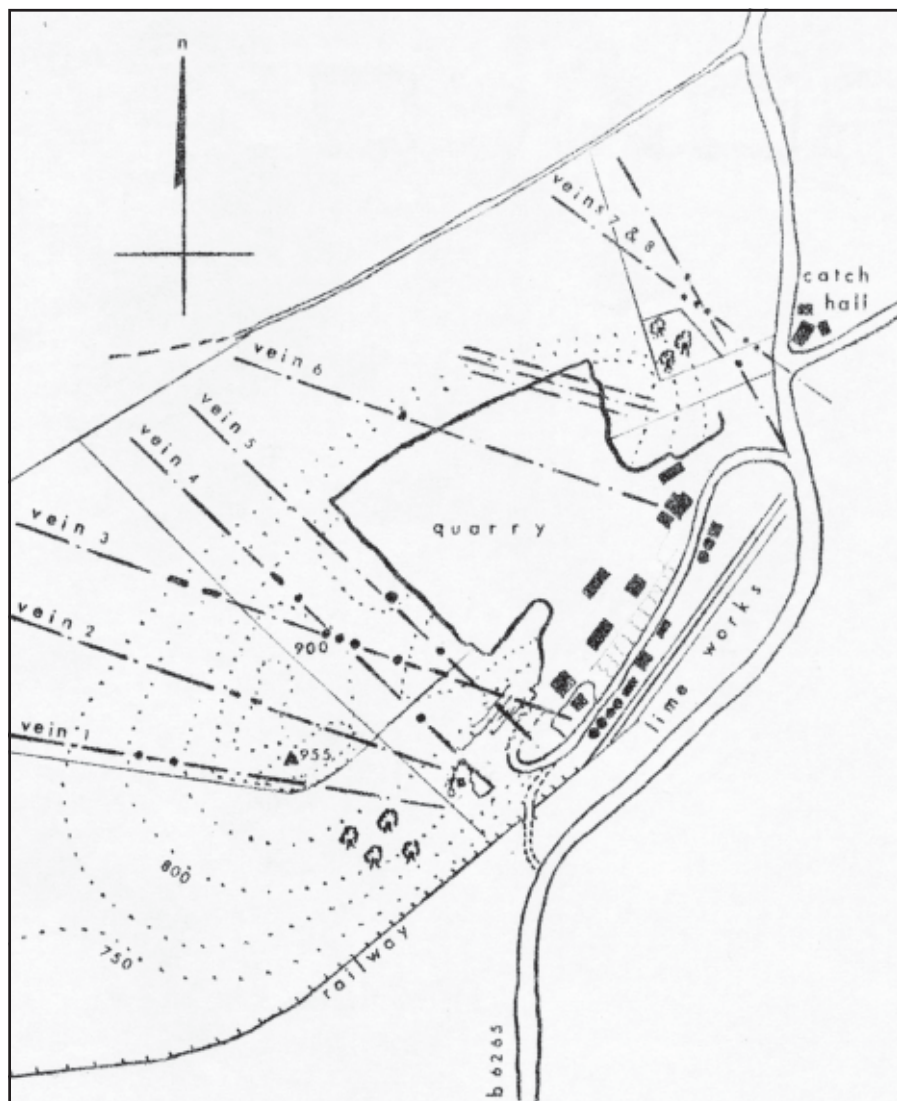 n
veins 7 & 8
catch
hall
vein 6
vein 5
vein 4
quarry
vein 3
vein 2
900
lime works
vein 1
955
800
750
railway
b6265